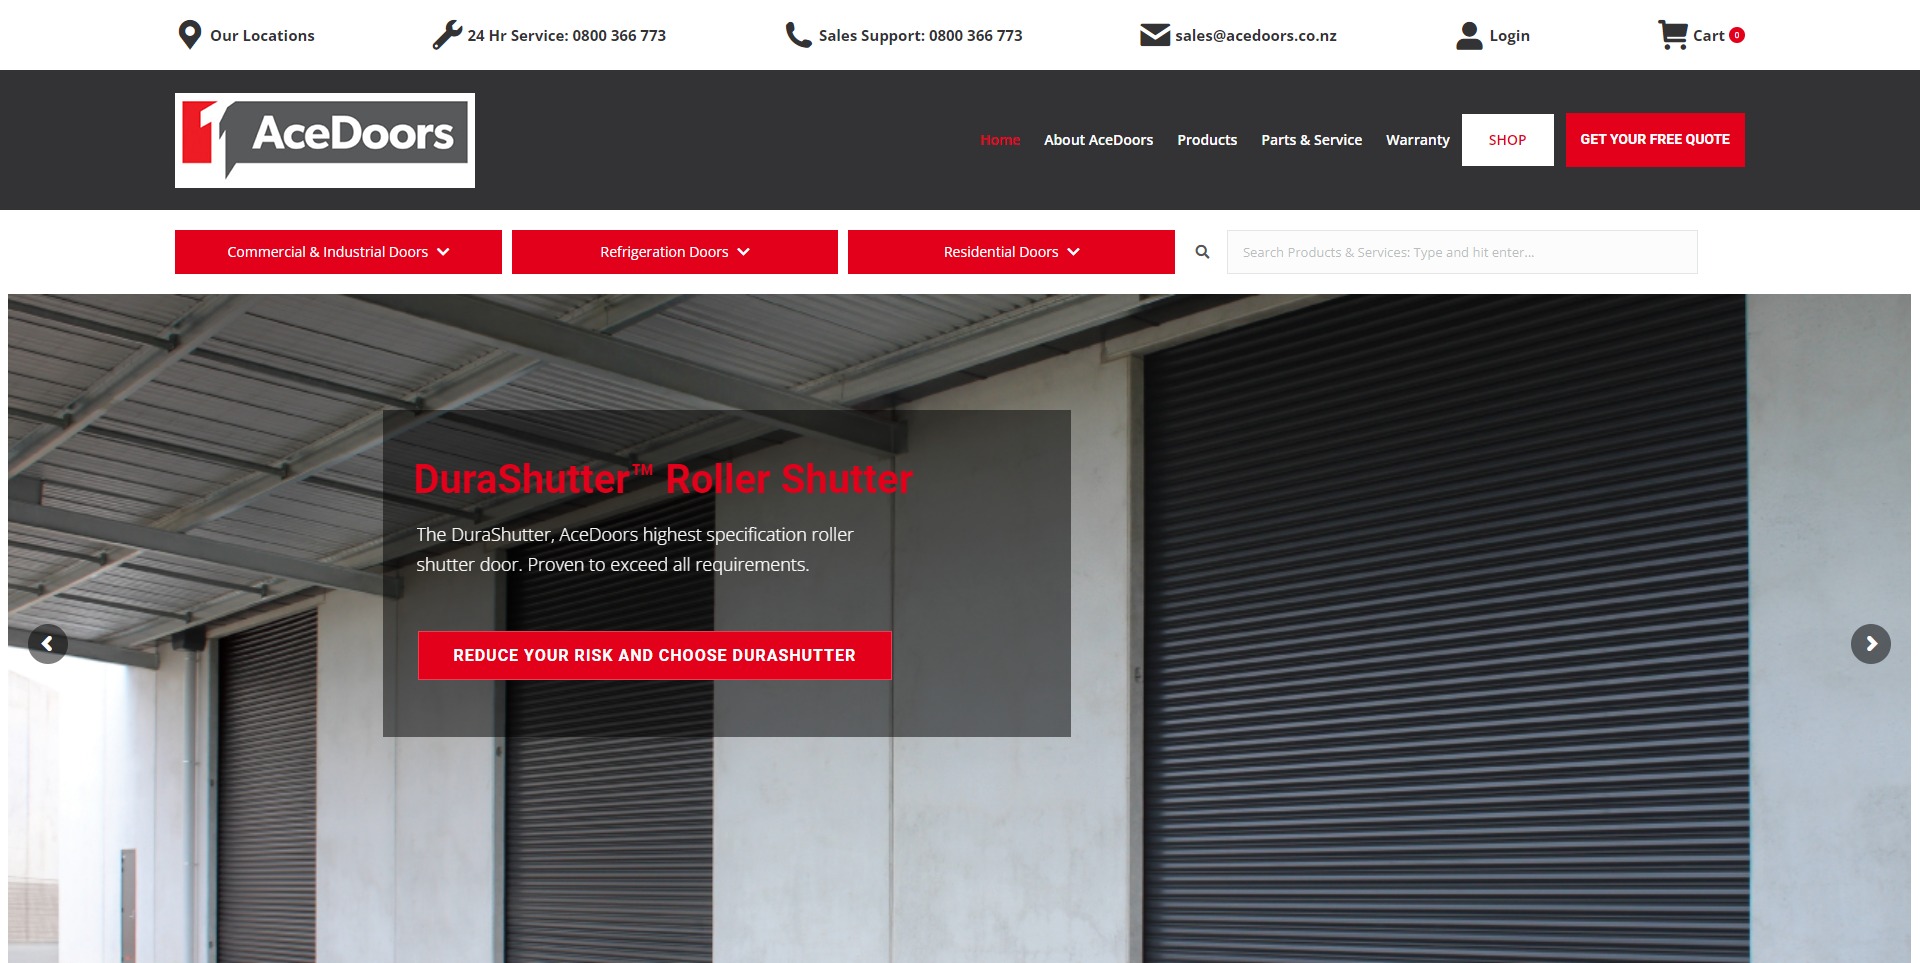 Our Locations
24 Hr Service: 0800 366 773
Sales Support: 0800 366 773
sales@acedoors.co.nz
Login
Cart 0
AceDoors
Home
About AceDoors
Products
Parts & Service
Warranty
SHOP
GET YOUR FREE QUOTE
Commercial & Industrial Doors
Refrigeration Doors
Residential Doors
Search Products & Services: Type and hit enter...
DuraShutter™ Roller Shutter
The DuraShutter, AceDoors highest specification roller
shutter door. Proven to exceed all requirements.
REDUCE YOUR RISK AND CHOOSE DURASHUTTER